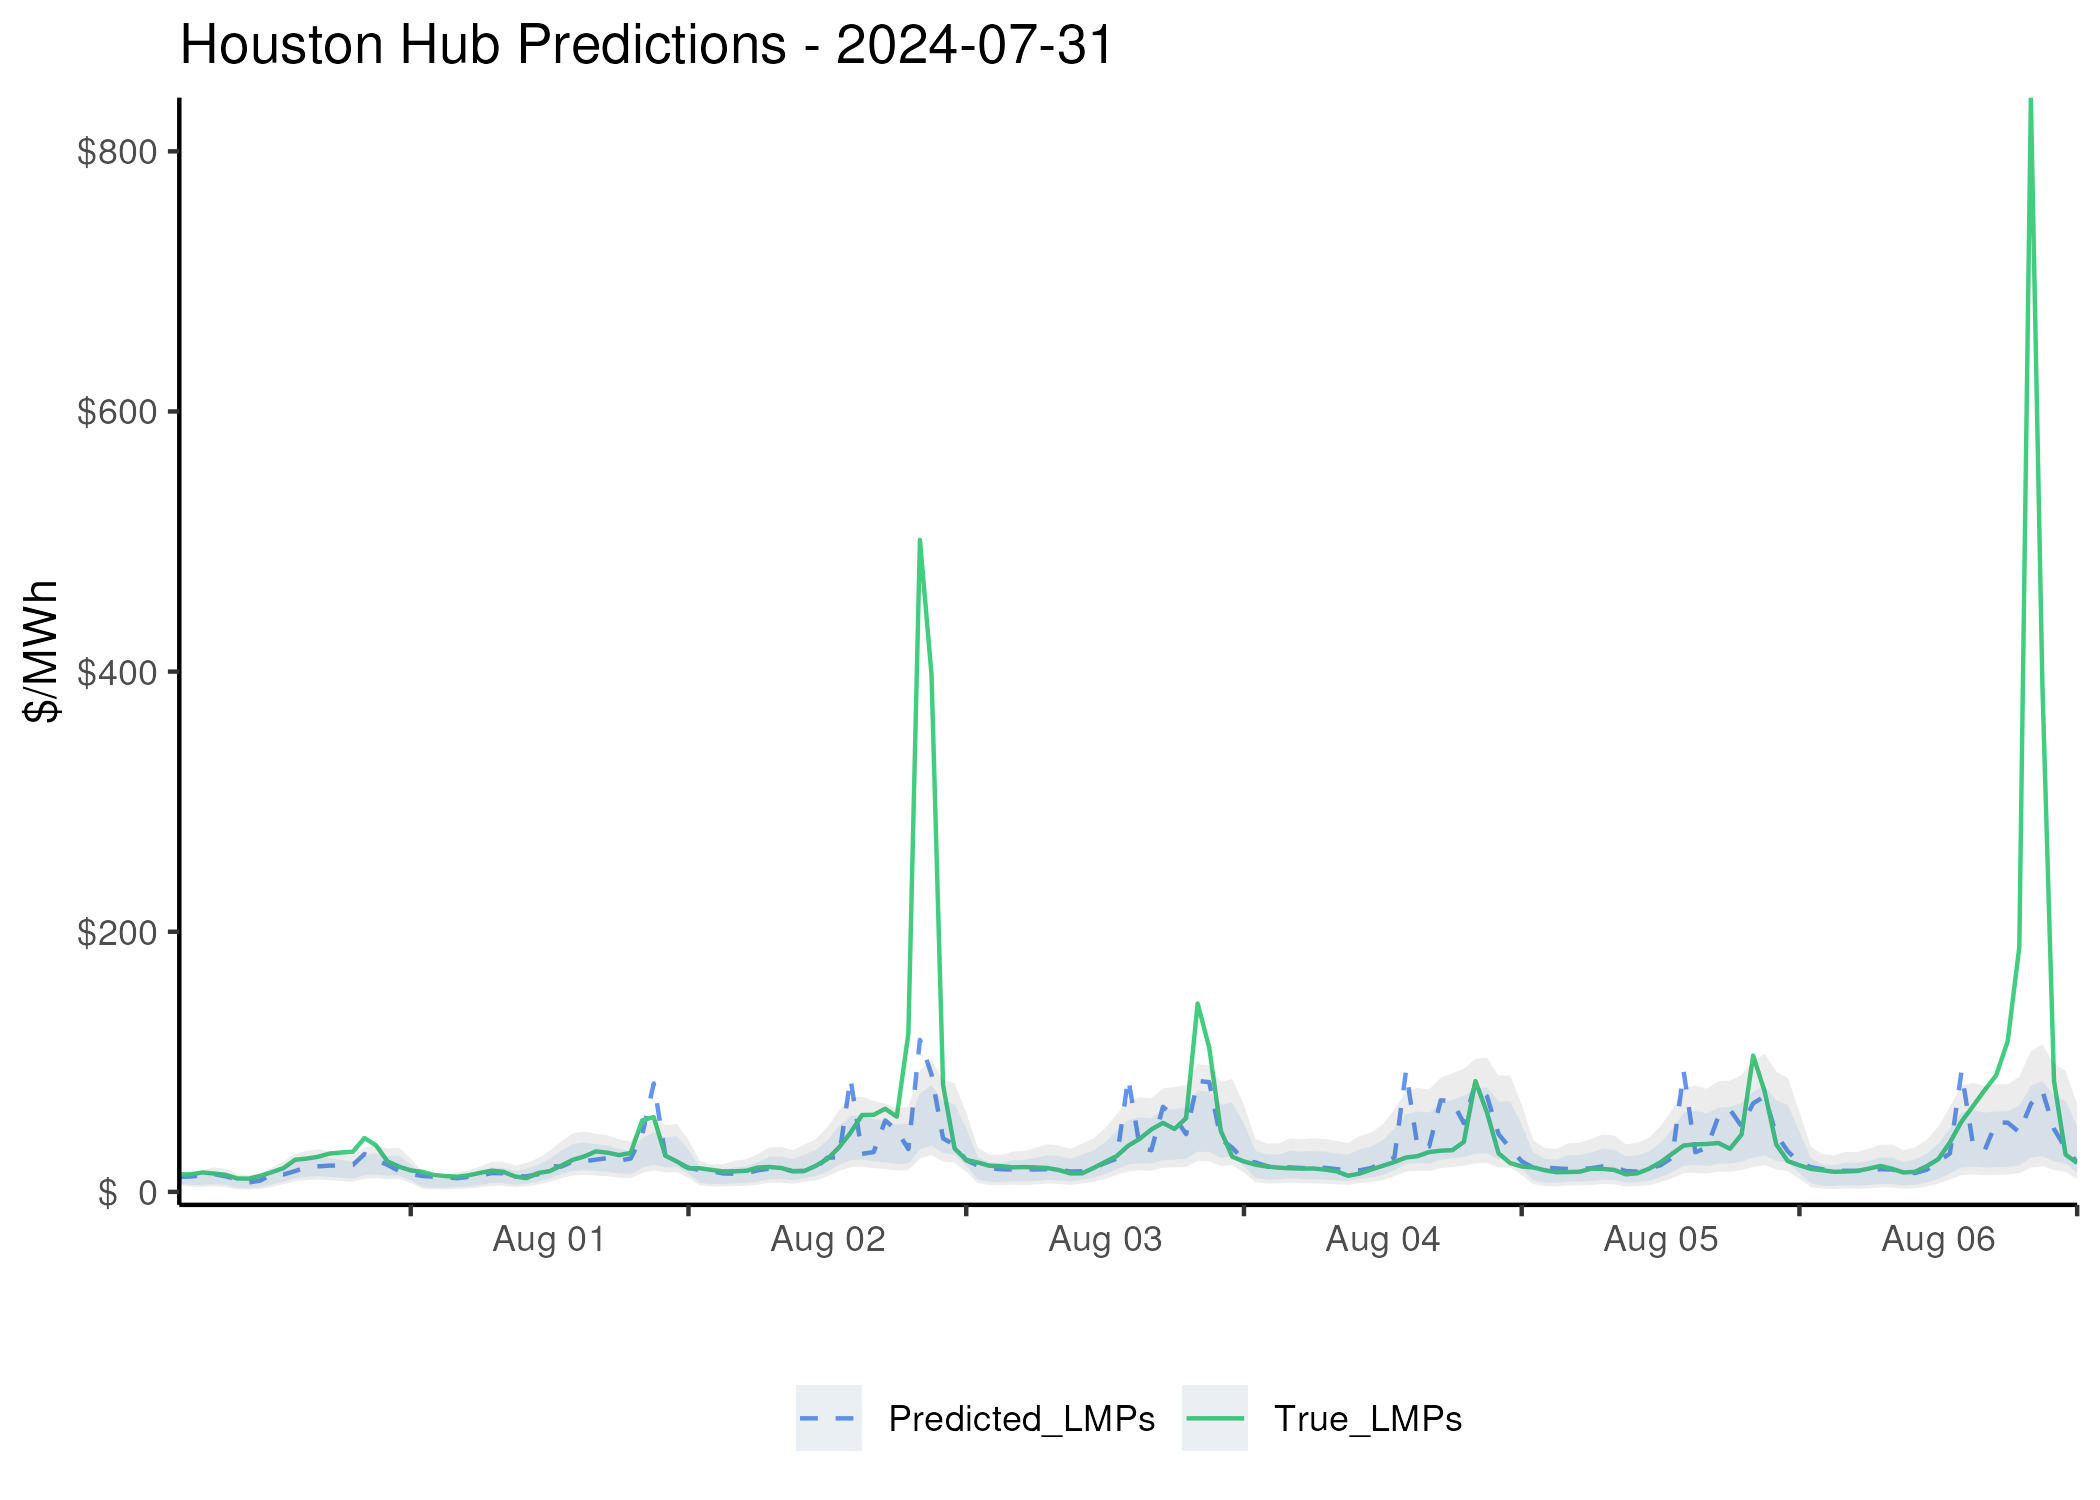 Houston Hub Predictions - 2024-07-31
$/MWh
$800
$600
$400
$200
$  0
Aug 01
Aug 02
Aug 03
Aug 04
Aug 05
Aug 06
Predicted_LMPs
True_LMPs